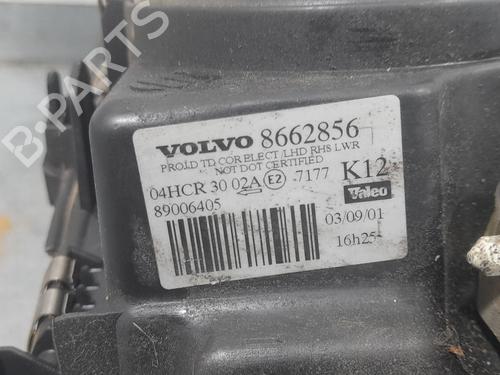 VOLVO 8662856
PROJ.D TD COR ELECT /LHD RHS LWR
NOT DOT CERTIFIED
04HCR 30 02A E2 7177 K12
89006405
Valeo
03/09/01
16h25
B-PARTS